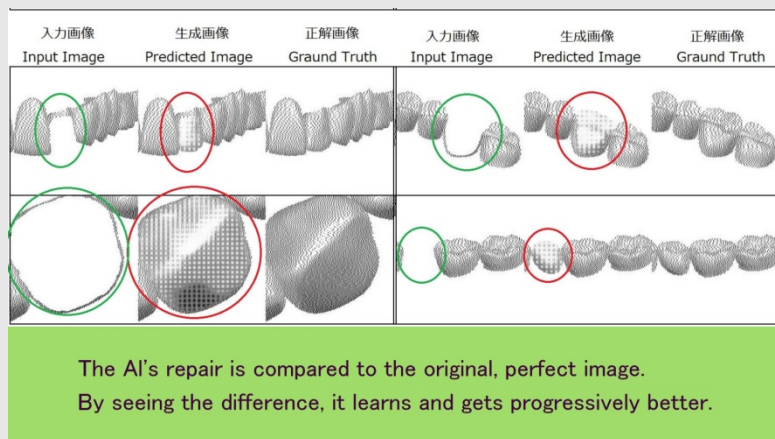 入力画像 生成画像 正解画像 入力画像 生成画像 正解画像
Input Image Predicted Image Graund Truth Input Image Predicted Image Graund Truth
The AI's repair is compared to the original, perfect image.
By seeing the difference, it learns and gets progressively better.